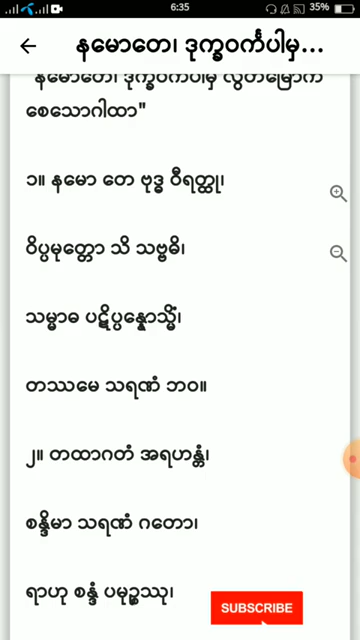 6:35
35%
နမောတေ၊ ဒုက္ခဝင်္ကပါမှ...
"နမောတေ၊ ဒုက္ခဝင်္ကပါမှ လွတ်မြောက်
စေသောဂါထာ"
၁။ နမော တေ ဗုဒ္ဓ ဝီရတ္ထု၊
ဝိပ္ပမုတ္တော သိ သဗ္ဗဓိ၊
သမ္မာဓ ပဋိပ္ပန္နောသ္မိံ၊
တဿမေ သရဏံ ဘဝ။
၂။ တထာဂတံ အရဟန္တံ၊
စန္ဒိမာ သရဏံ ဂတော၊
ရာဟု စန္ဒံ ပမုဉ္စဿု၊
SUBSCRIBE